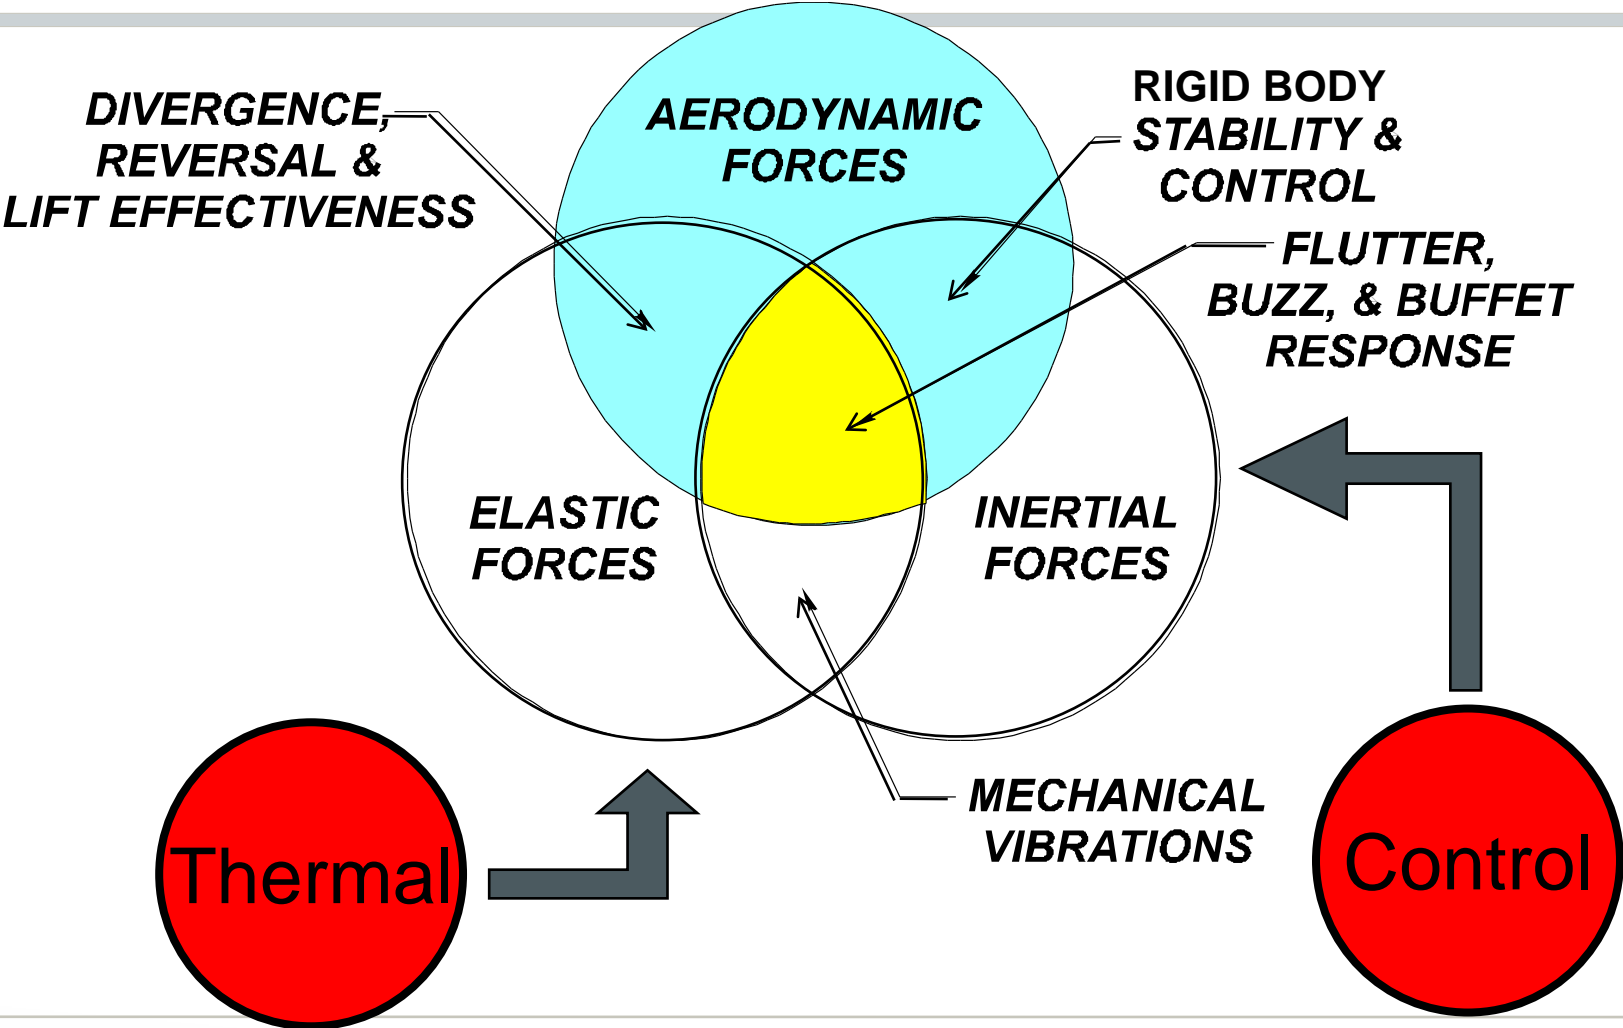 DIVERGENCE,
REVERSAL &
LIFT EFFECTIVENESS
AERODYNAMIC
FORCES
RIGID BODY
STABILITY &
CONTROL
FLUTTER,
BUZZ, & BUFFET
RESPONSE
ELASTIC
FORCES
INERTIAL
FORCES
MECHANICAL
VIBRATIONS
Thermal
Control